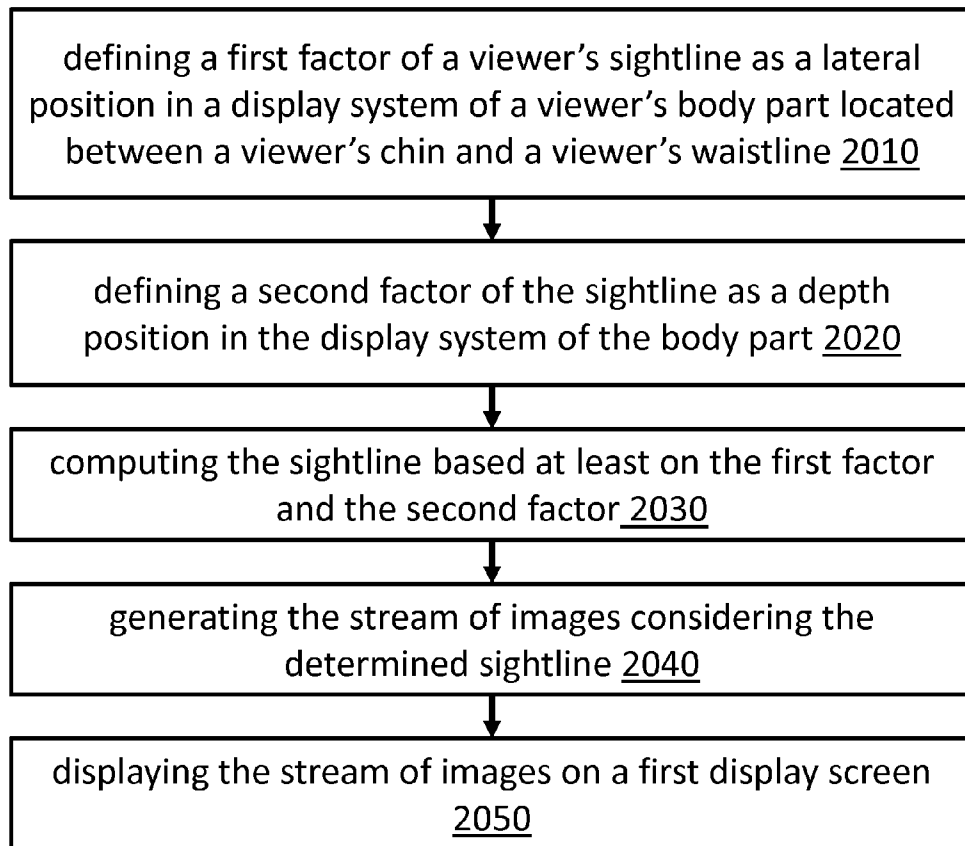 defining a first factor of a viewer’s sightline as a lateral
position in a display system of a viewer’s body part located
between a viewer’s chin and a viewer’s waistline 2010
defining a second factor of the sightline as a depth
position in the display system of the body part 2020
computing the sightline based at least on the first factor
and the second factor 2030
generating the stream of images considering the
determined sightline 2040
displaying the stream of images on a first display screen
2050